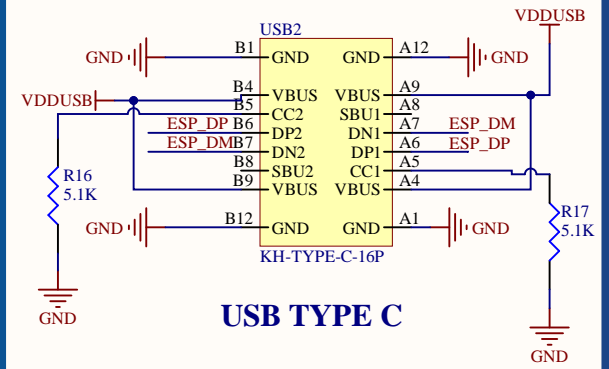 VDDUSB
USB2
GND B1 GND GND A12 GND
VDDUSB B4 VBUS VBUS A9
B5 CC2 SBU1 A8
ESP_DP B6 DP2 DN1 A7 ESP_DM
ESP_DM B7 DN2 DP1 A6 ESP_DP
B8 SBU2 CC1 A5
B9 VBUS VBUS A4
R16
5.1K
GND B12 GND GND A1 GND
R17
5.1K
KH-TYPE-C-16P
USB TYPE C
GND
GND